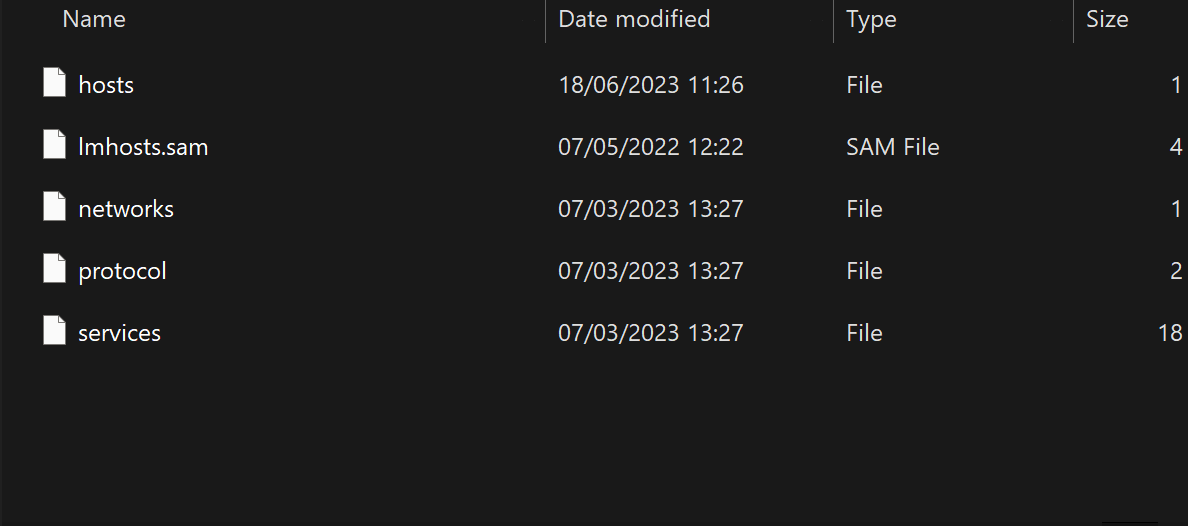 Name Date modified Type Size
hosts 18/06/2023 11:26 File 1
lmhosts.sam 07/05/2022 12:22 SAM File 4
networks 07/03/2023 13:27 File 1
protocol 07/03/2023 13:27 File 2
services 07/03/2023 13:27 File 18